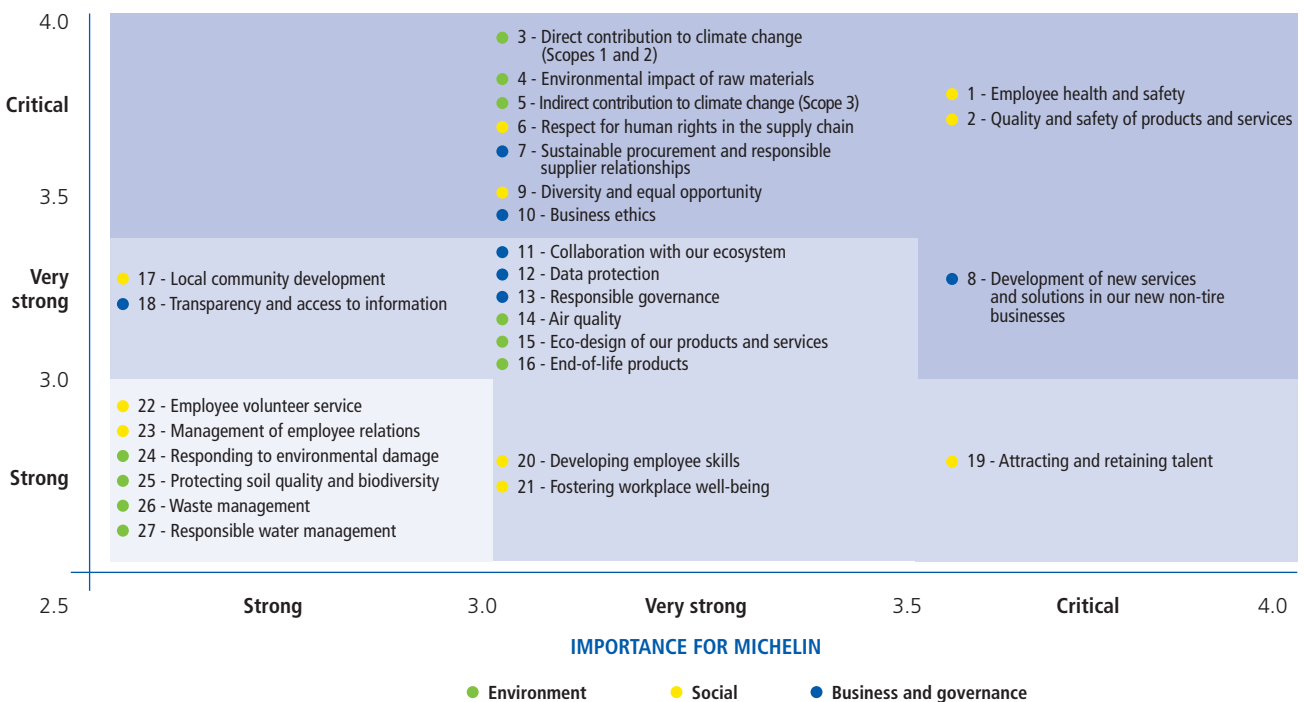 4.0
Critical
3.5
Very
strong
3.0
Strong
2.5
3 - Direct contribution to climate change
(Scopes 1 and 2)
4 - Environmental impact of raw materials
5 - Indirect contribution to climate change (Scope 3)
6 - Respect for human rights in the supply chain
7 - Sustainable procurement and responsible
supplier relationships
9 - Diversity and equal opportunity
10 - Business ethics
1 - Employee health and safety
2 - Quality and safety of products and services
17 - Local community development
18 - Transparency and access to information
11 - Collaboration with our ecosystem
12 - Data protection
13 - Responsible governance
14 - Air quality
15 - Eco-design of our products and services
16 - End-of-life products
8 - Development of new services
and solutions in our new non-tire
businesses
22 - Employee volunteer service
23 - Management of employee relations
24 - Responding to environmental damage
25 - Protecting soil quality and biodiversity
26 - Waste management
27 - Responsible water management
20 - Developing employee skills
21 - Fostering workplace well-being
19 - Attracting and retaining talent
Strong
3.0
Very strong
3.5
Critical
4.0
IMPORTANCE FOR MICHELIN
Environment
Social
Business and governance